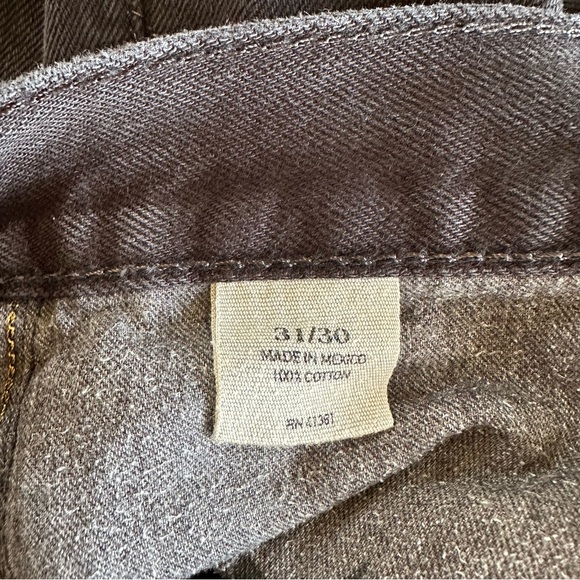 31/30
MADE IN MEXICO
100% COTTON
RN 41381